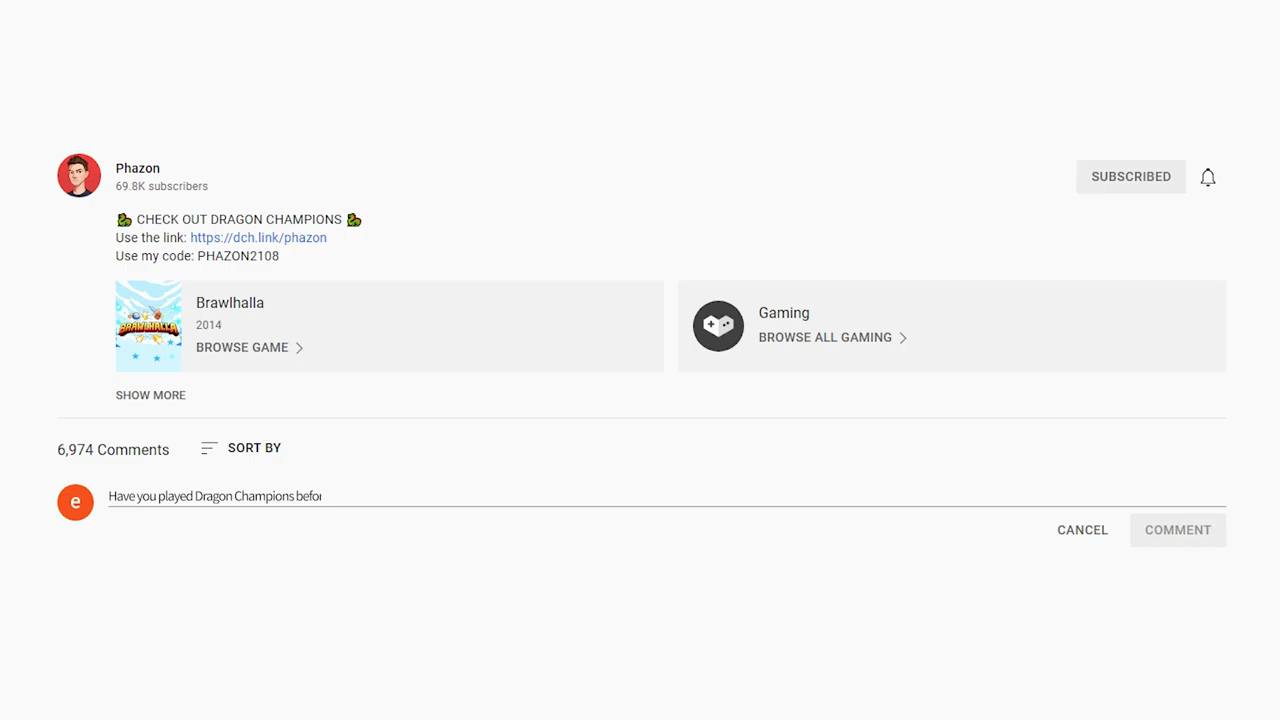 Phazon
69.8K subscribers
SUBSCRIBED
🐉 CHECK OUT DRAGON CHAMPIONS 🐉
Use the link: https://dch.link/phazon
Use my code: PHAZON2108
BRAWLHALLA
Brawlhalla
2014
BROWSE GAME
Gaming
BROWSE ALL GAMING
SHOW MORE
6,974 Comments
SORT BY
e
Have you played Dragon Champions befor
CANCEL
COMMENT